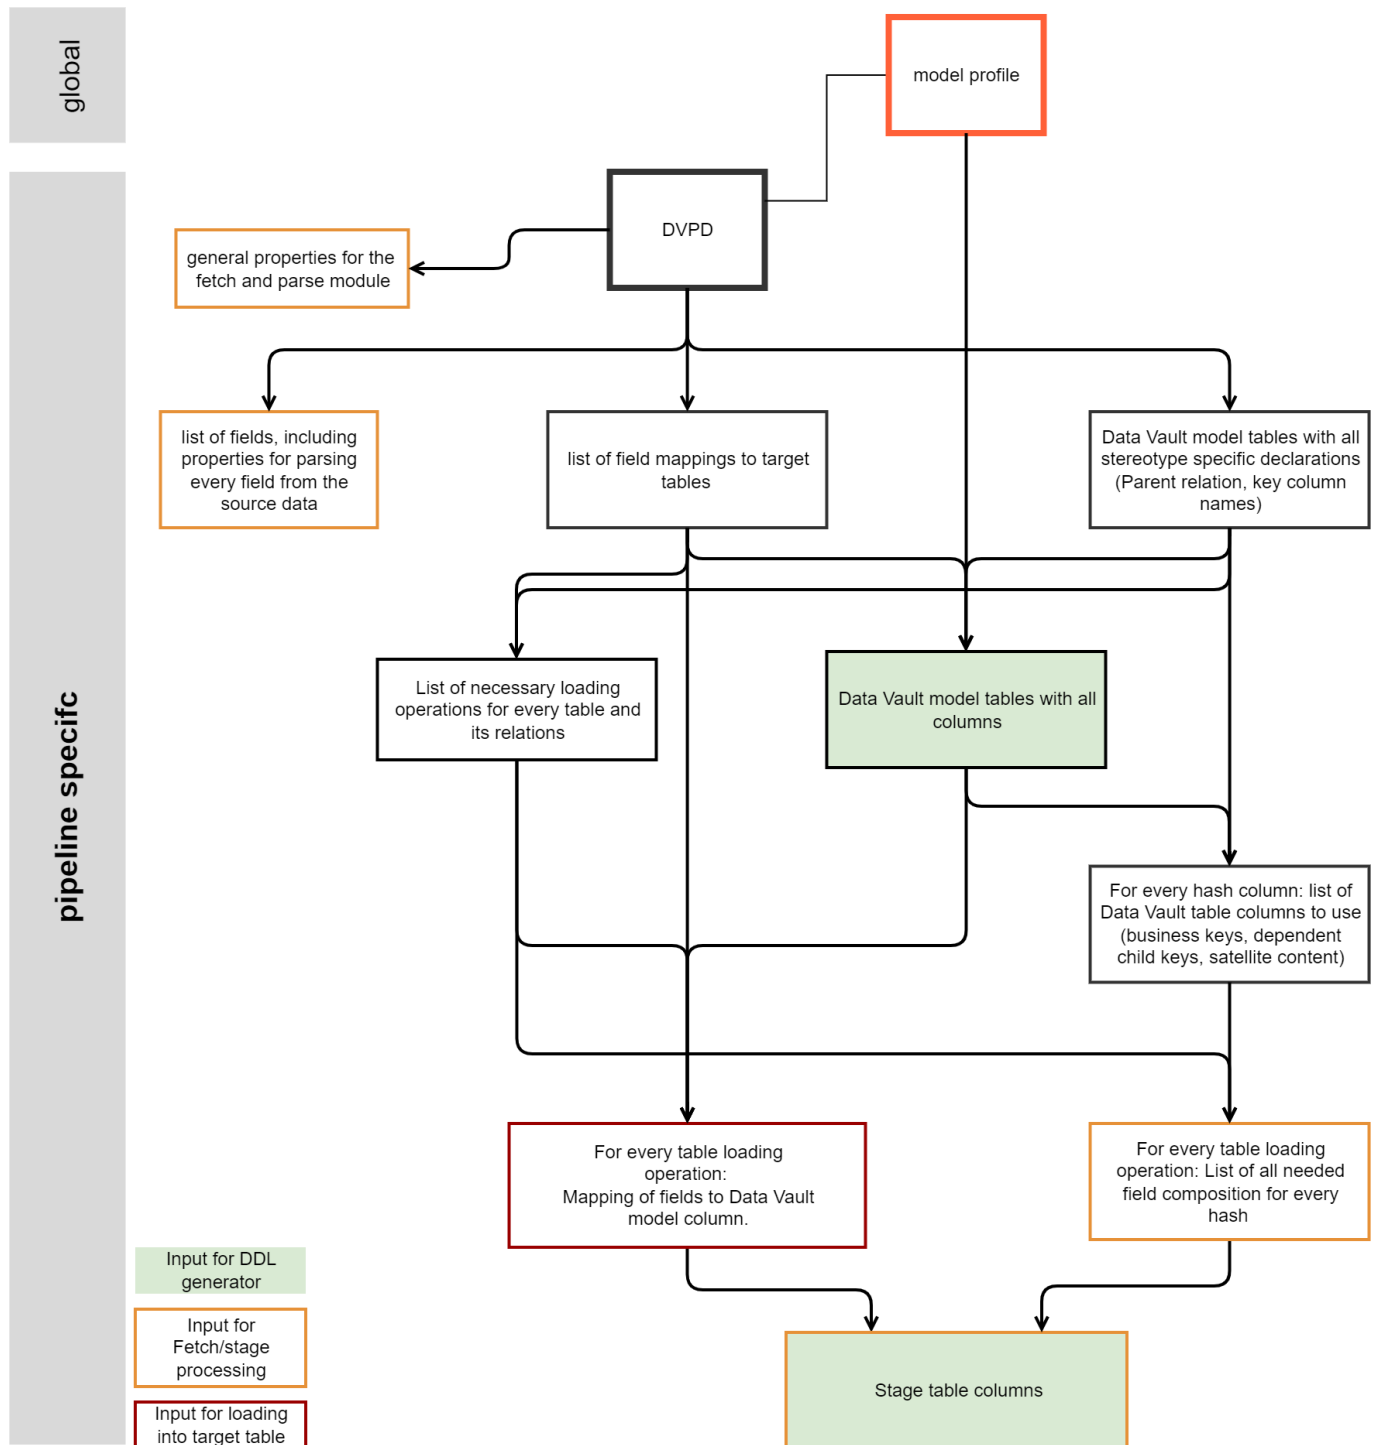 global
model profile
DVPD
general properties for the
fetch and parse module
list of fields, including
properties for parsing
every field from the
source data
list of field mappings to target
tables
Data Vault model tables with all
stereotype specific declarations
(Parent relation, key column
names)
pipeline specifc
List of necessary loading
operations for every table and
its relations
Data Vault model tables with all
columns
For every hash column: list of
Data Vault table columns to use
(business keys, dependent
child keys, satellite content)
For every table loading
operation:
Mapping of fields to Data Vault
model column.
For every table loading
operation: List of all needed
field composition for every
hash
Input for DDL
generator
Input for
Fetch/stage
processing
Input for loading
into target table
Stage table columns